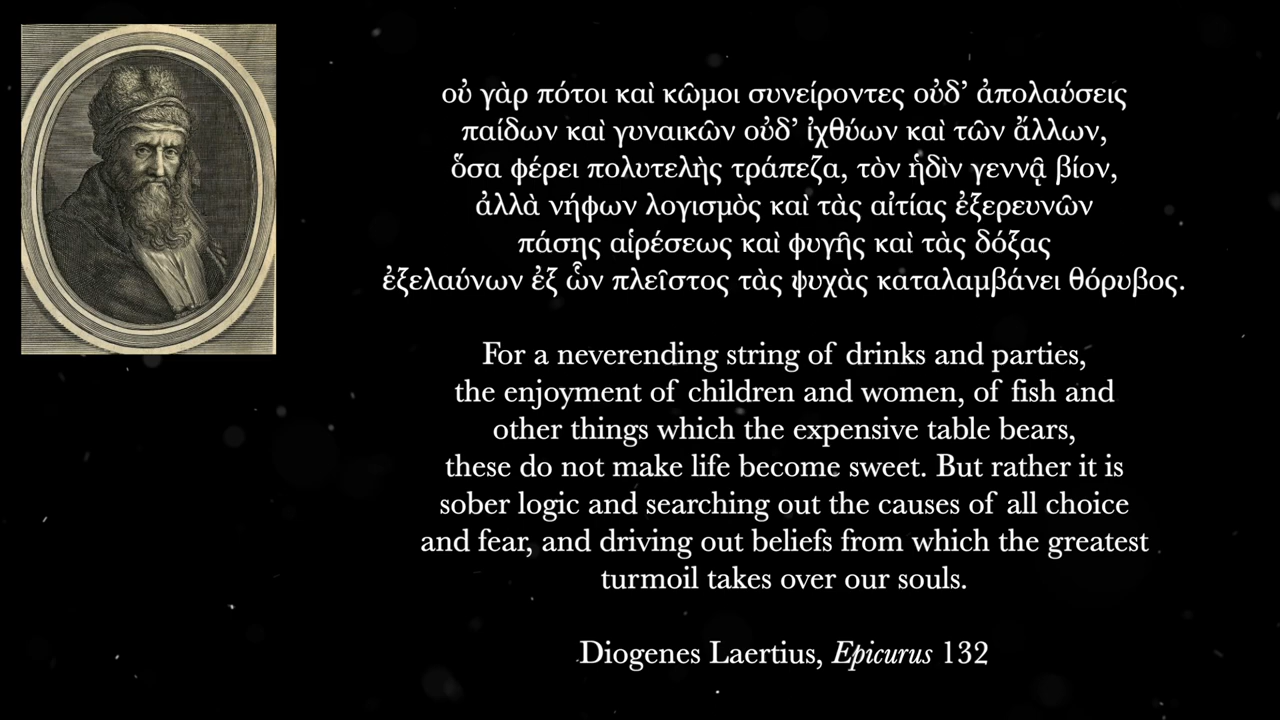 οὐ γὰρ πότοι καὶ κῶμοι συνείροντες οὐδ’ ἀπολαύσεις
παίδων καὶ γυναικῶν οὐδ’ ἰχθύων καὶ τῶν ἄλλων,
ὅσα φέρει πολυτελὴς τράπεζα, τὸν ἡδὶν γεννᾷ βίον,
ἀλλὰ νήφων λογισμὸς καὶ τὰς αἰτίας ἐξερευνῶν
πάσης αἱρέσεως καὶ φυγῆς καὶ τὰς δόξας
ἐξελαύνων ἐξ ὧν πλεῖστος τὰς ψυχὰς καταλαμβάνει θόρυβος.
For a neverending string of drinks and parties,
the enjoyment of children and women, of fish and
other things which the expensive table bears,
these do not make life become sweet. But rather it is
sober logic and searching out the causes of all choice
and fear, and driving out beliefs from which the greatest
turmoil takes over our souls.
Diogenes Laertius, Epicurus 132